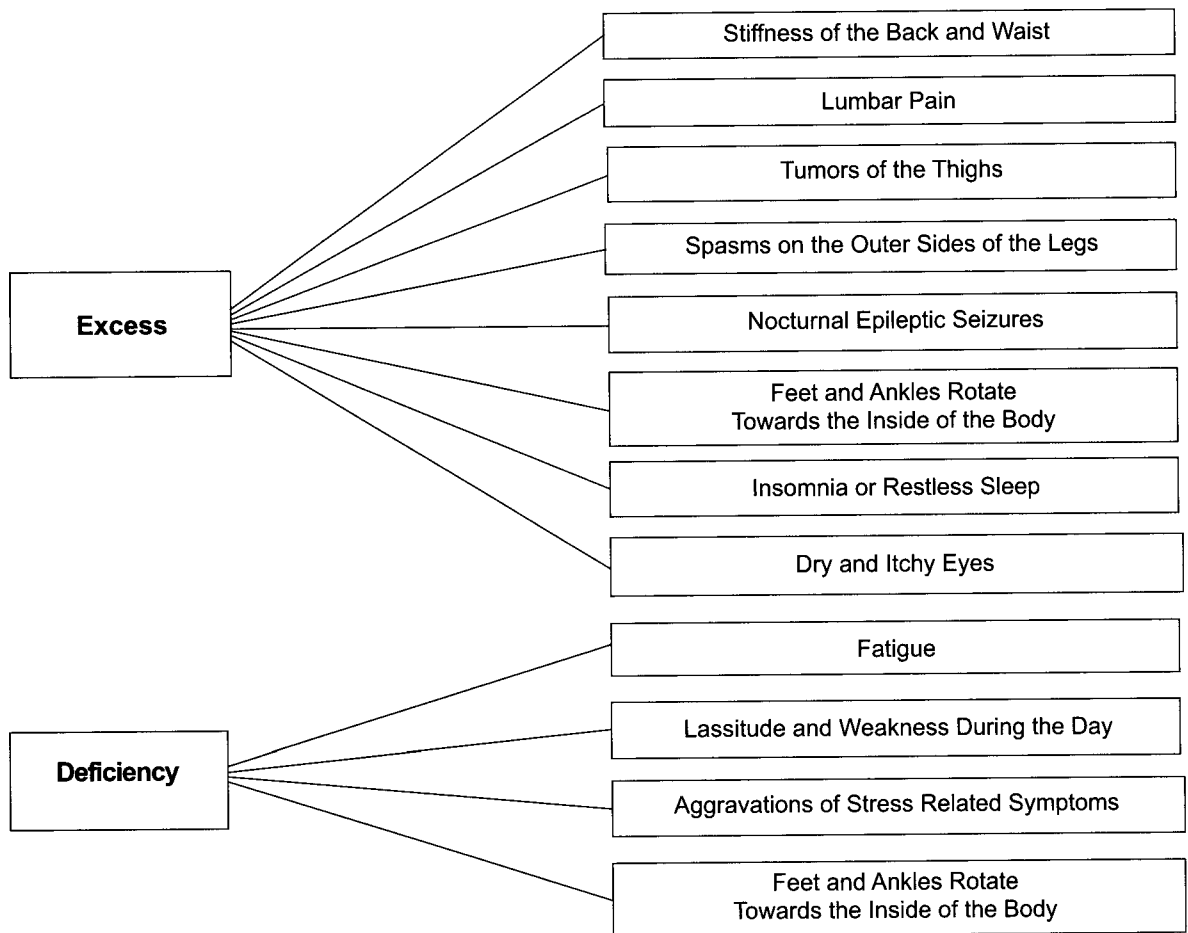 Stiffness of the Back and Waist
Lumbar Pain
Tumors of the Thighs
Spasms on the Outer Sides of the Legs
Excess
Nocturnal Epileptic Seizures
Feet and Ankles Rotate
Towards the Inside of the Body
Insomnia or Restless Sleep
Dry and Itchy Eyes
Fatigue
Lassitude and Weakness During the Day
Deficiency
Aggravations of Stress Related Symptoms
Feet and Ankles Rotate
Towards the Inside of the Body